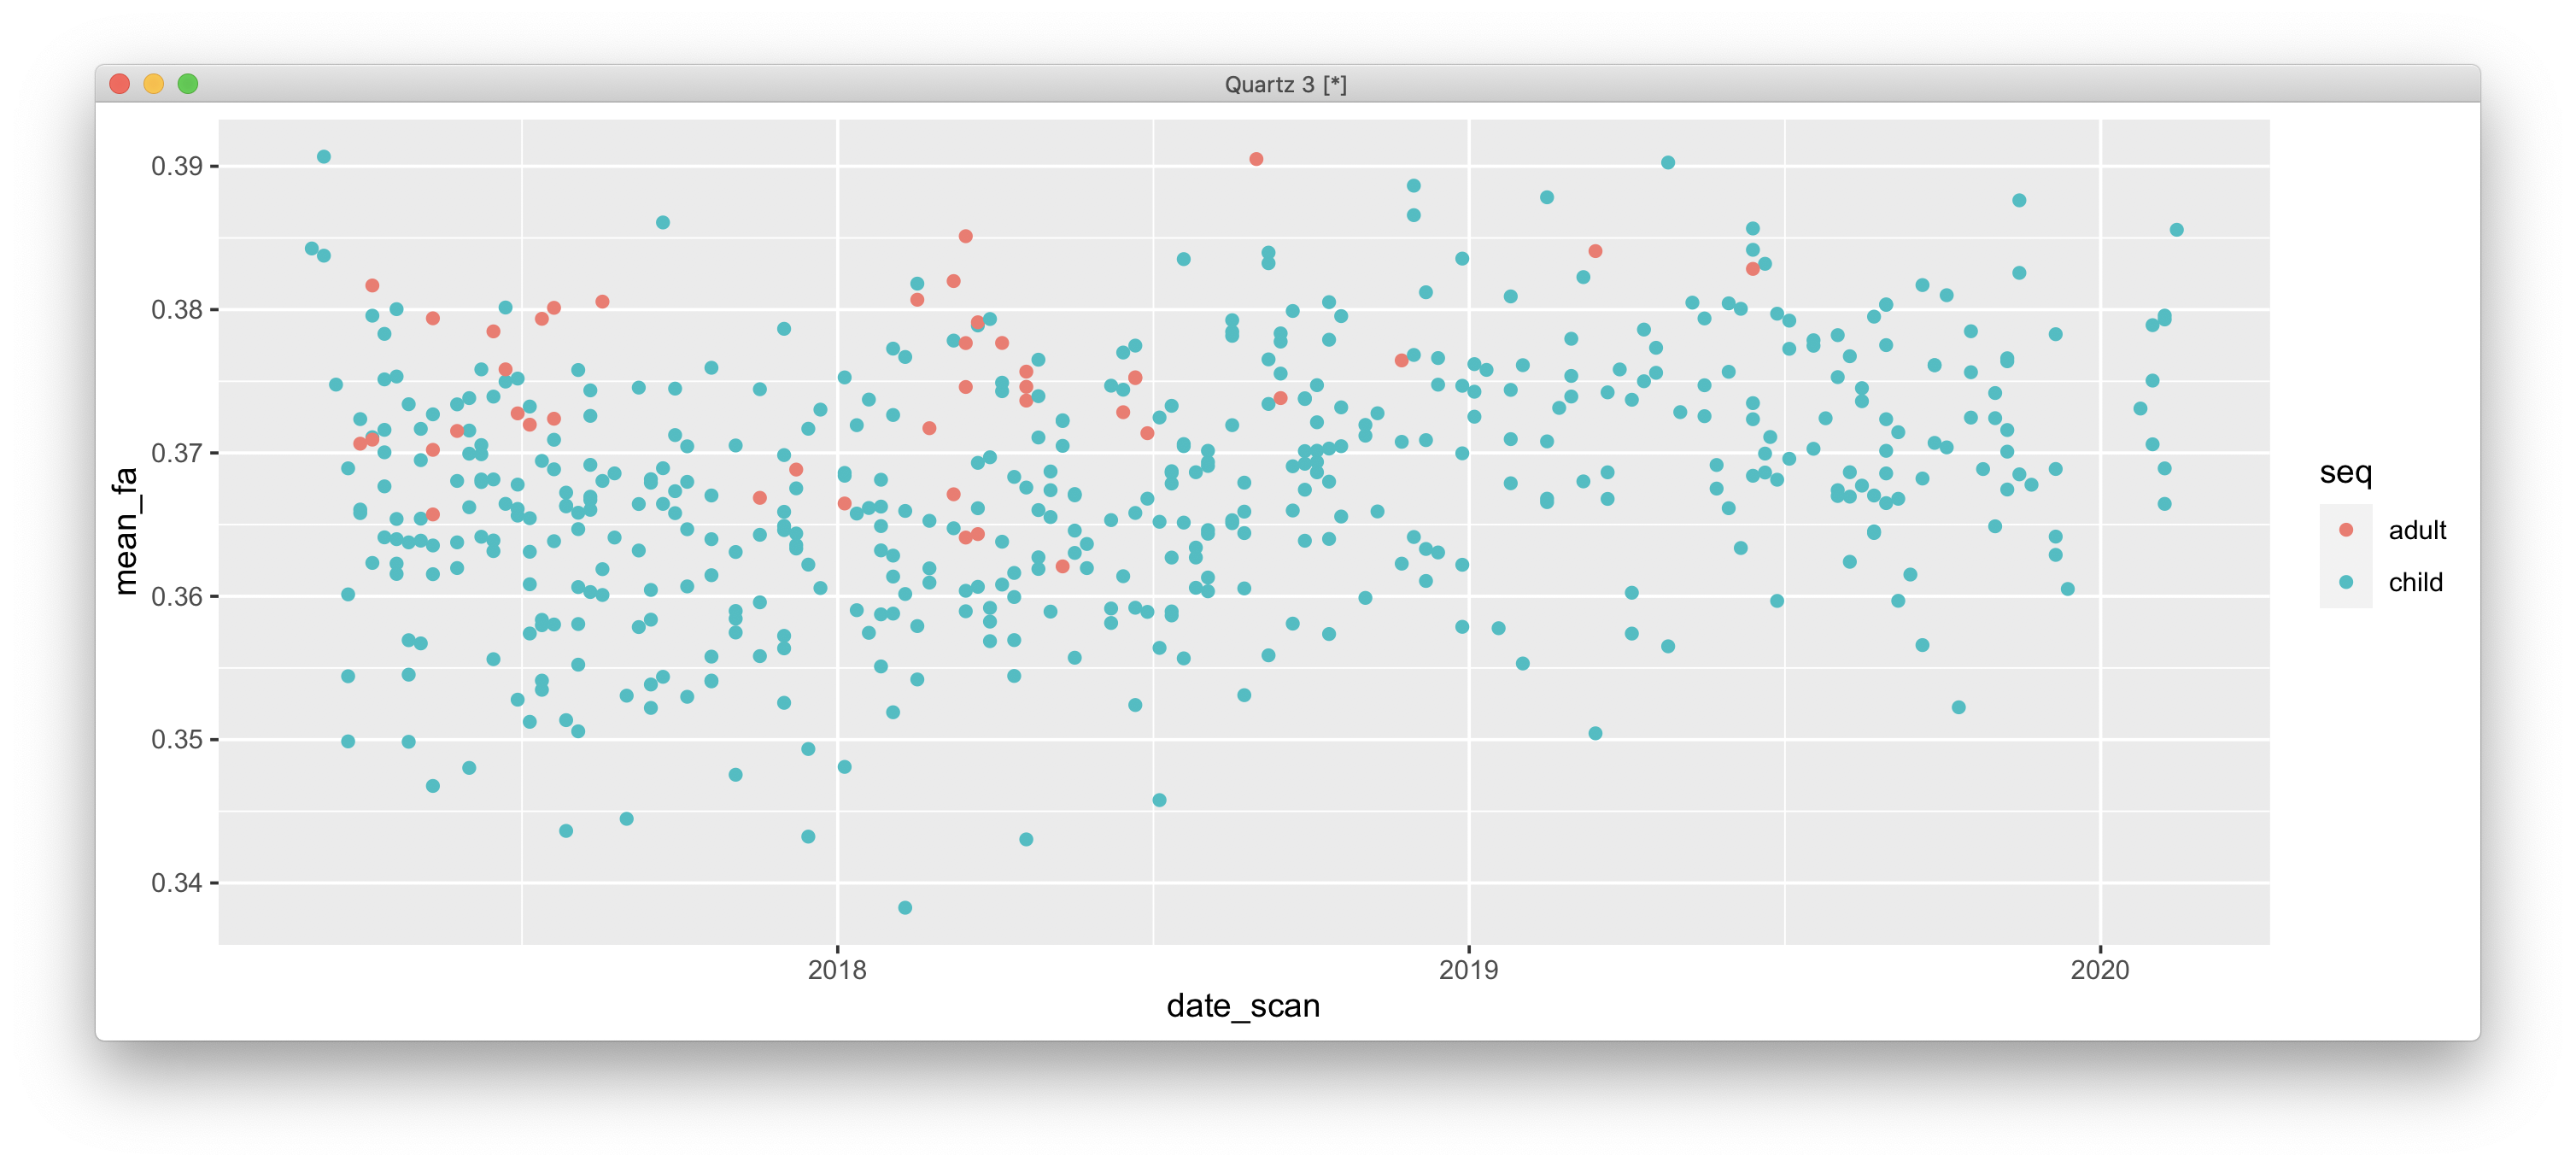 Quartz 3 [*]
0.39
0.38
0.37
0.36
0.35
0.34
mean_fa
2018
2019
2020
date_scan
seq
adult
child